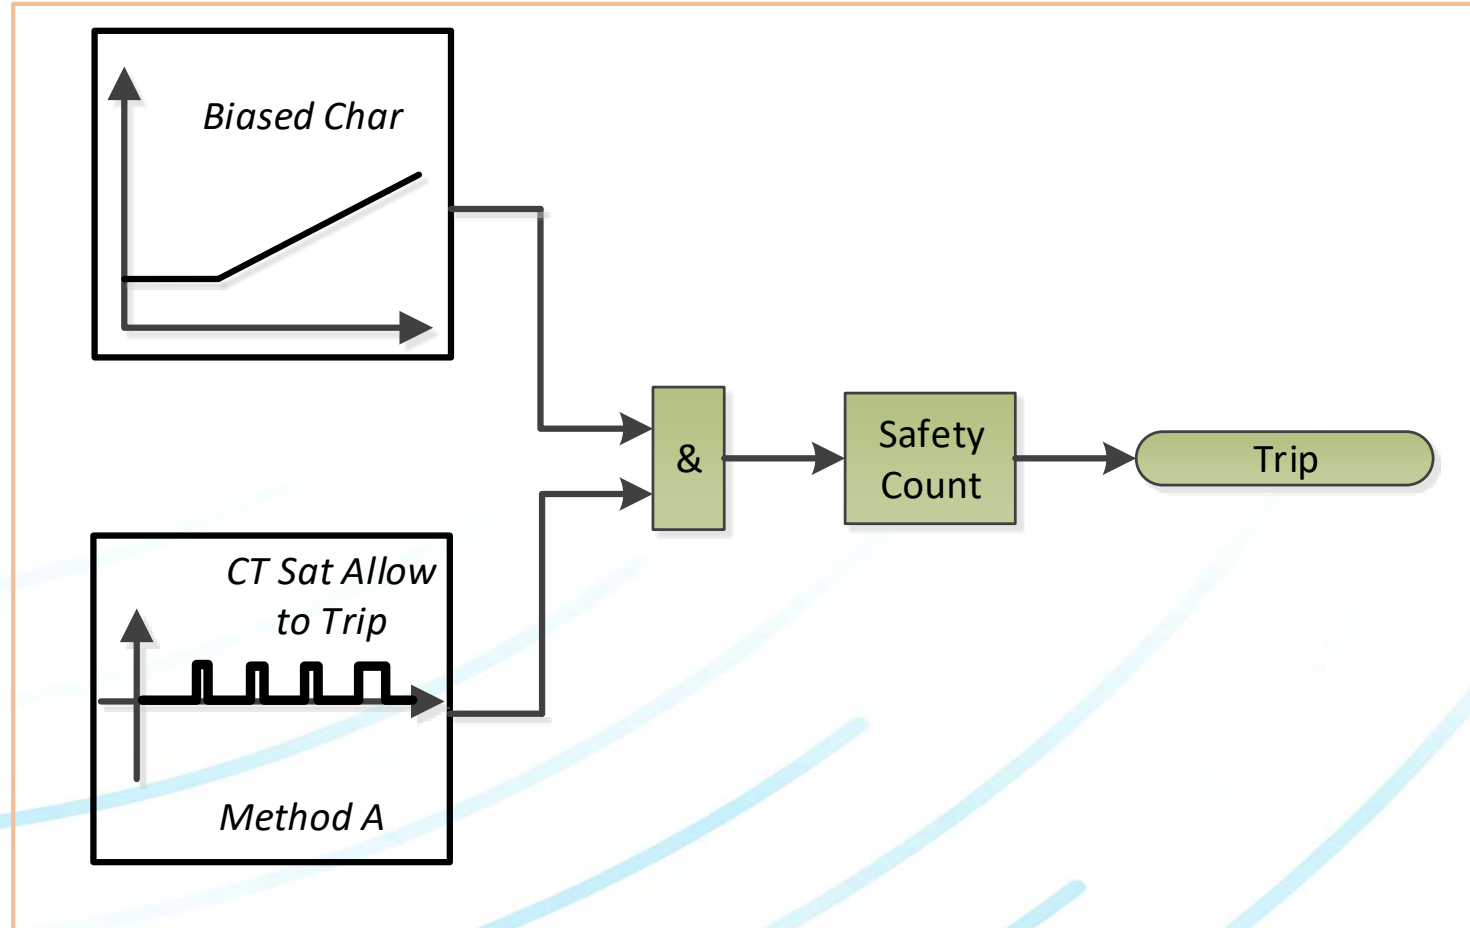 Biased Char
CT Sat Allow
to Trip
Method A
&
Safety
Count
Trip